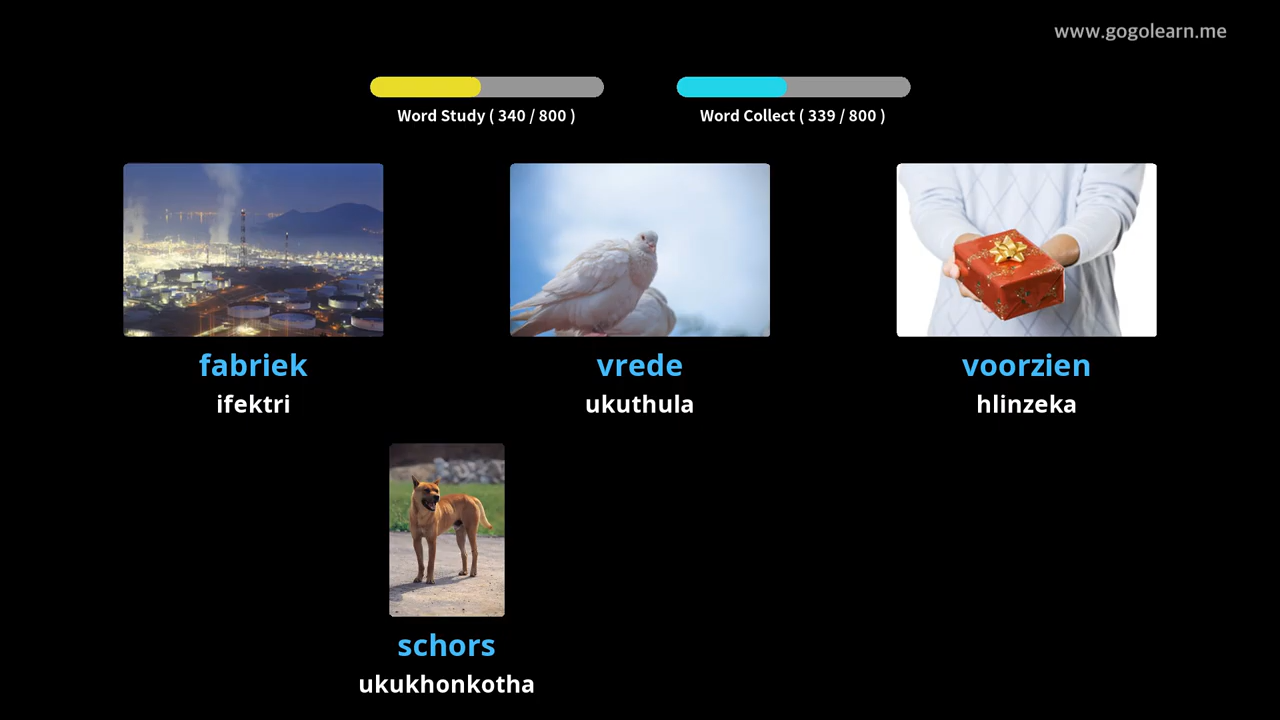 www.gogolearn.me
Word Study ( 340 / 800 )
Word Collect ( 339 / 800 )
fabriek
ifektri
vrede
ukuthula
voorzien
hlinzeka
schors
ukukhonkotha